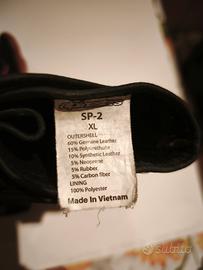 SP-2
XL
OUTERSHELL
60% Genuine Leather
15% Polyurethane
10% Synthetic Leather
5% Neoprene
5% Rubber
5% Carbon fiber
LINING
100% Polyester
Made In Vietnam
subito